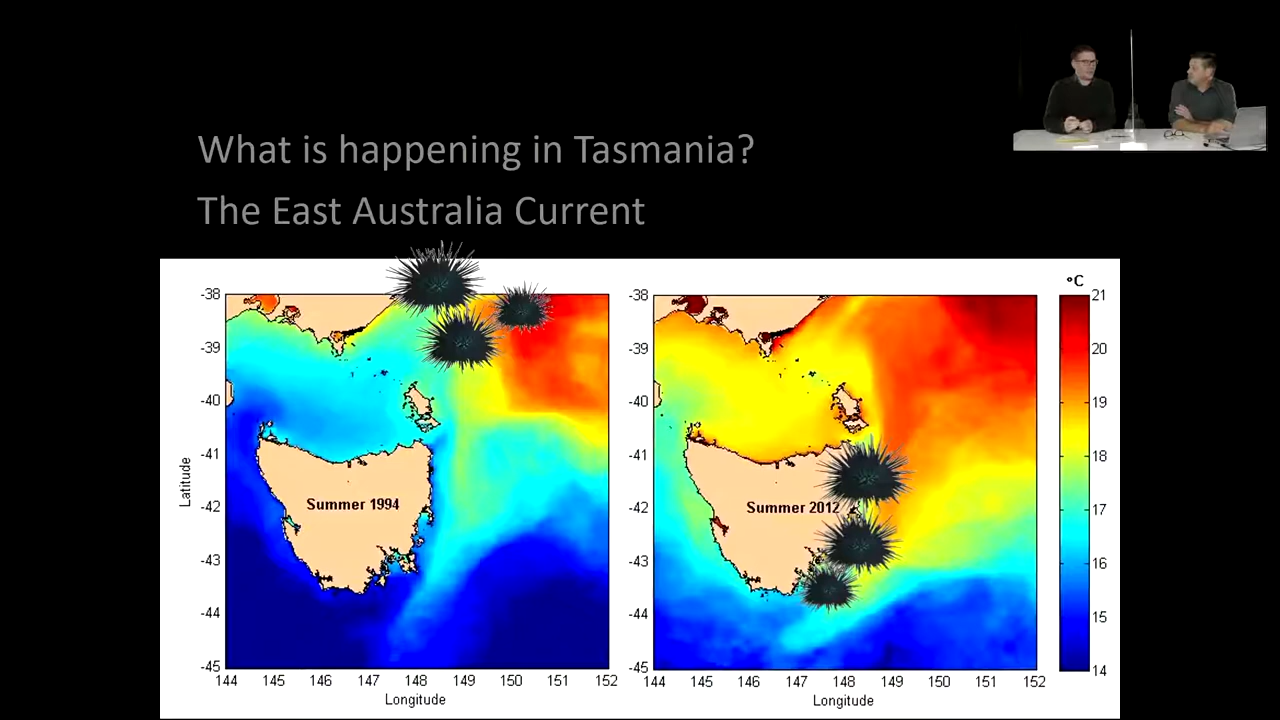 What is happening in Tasmania?
The East Australia Current
°C
-38
-39
-40
-41
-42
-43
-44
-45
Latitude
Summer 1994
144 145 146 147 148 149 150 151 152
Longitude
-38
-39
-40
-41
-42
-43
-44
-45
Summer 2012
144 145 146 147 148 149 150 151 152
Longitude
21
20
19
18
17
16
15
14